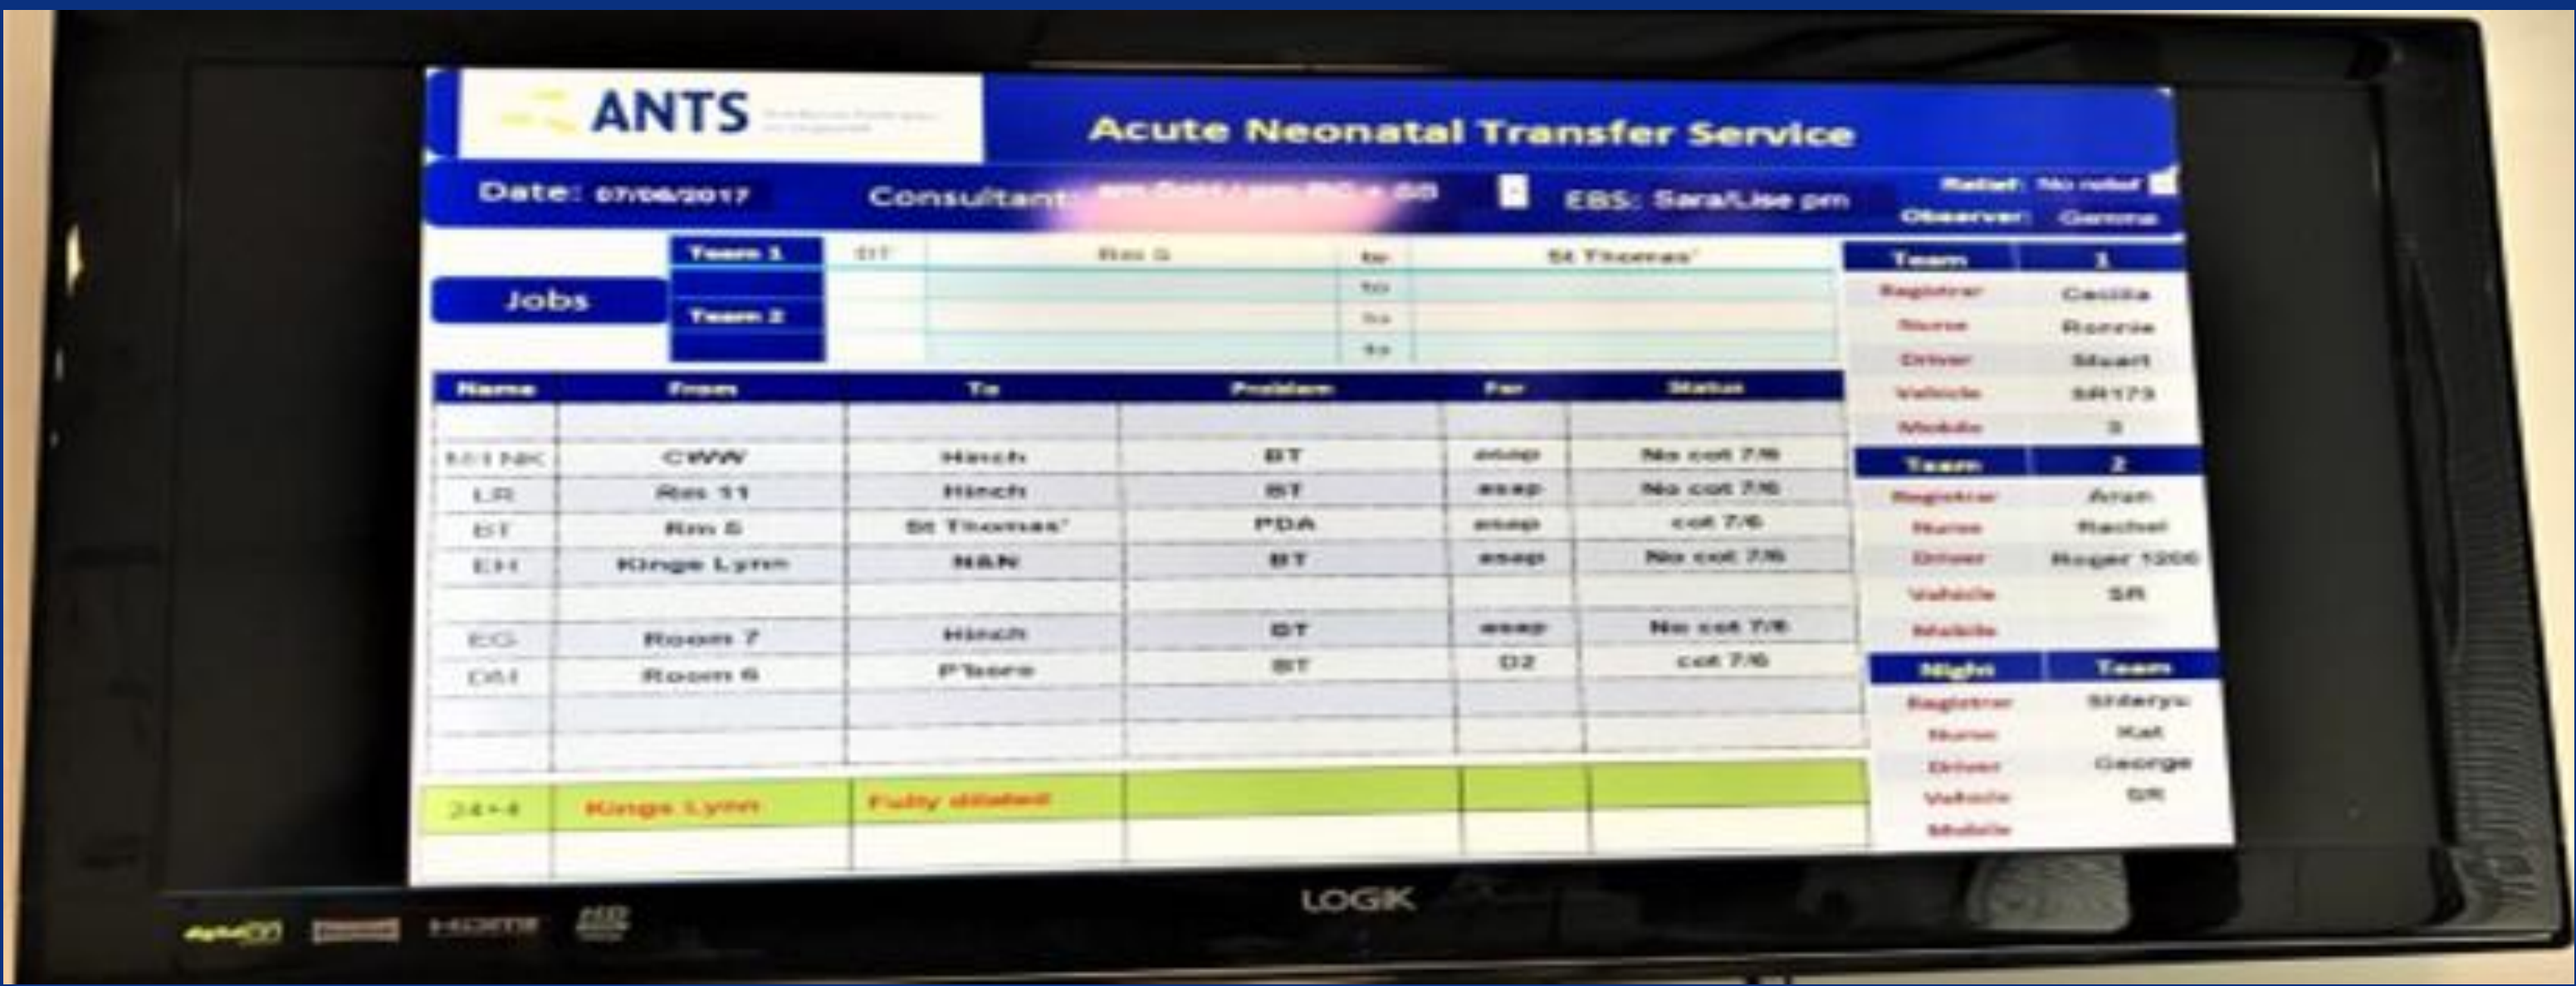 ANTS
Acute Neonatal Transfer Service
Date: 07/06/2017 Consultant: EBS: Sara/Lise pm Relief: No relief
Observer: Gemma
Jobs
Team 1 BT Rm 5 to St Thomas'
to
Team 2 to
to
Name From To Problem For Status
CWW Hinch BT asap No cot 7/6
LR Rm 11 Hinch BT asap No cot 7/6
BT Rm 5 St Thomas' PDA asap cot 7/6
EH Kings Lynn N&N BT asap No cot 7/6
EG Room 7 Hinch BT asap No cot 7/6
DM Room 6 P'boro BT D2 cot 7/6
24+4 Kings Lynn Fully dilated
Team 1
Registrar Cecilia
Nurse Ronnie
Driver Stuart
Vehicle SR173
Mobile 3
Team 2
Registrar Arun
Nurse Rachel
Driver Roger 1200
Vehicle SR
Mobile
Night Team
Registrar
Nurse Kat
Driver George
Vehicle SR
Mobile
LOGIK
HDMI
HD